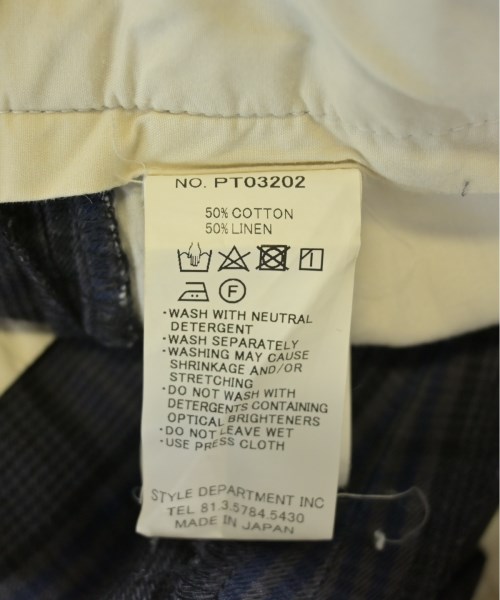 NO. PT03202
50% COTTON
50% LINEN
F
·WASH WITH NEUTRAL
DETERGENT
·WASH SEPARATELY
·WASHING MAY CAUSE
SHRINKAGE AND/OR
STRETCHING
·DO NOT WASH WITH
DETERGENTS CONTAINING
OPTICAL BRIGHTENERS
·DO NOT LEAVE WET
·USE PRESS CLOTH
STYLE DEPARTMENT INC
TEL 81.3.5784.5430
MADE IN JAPAN